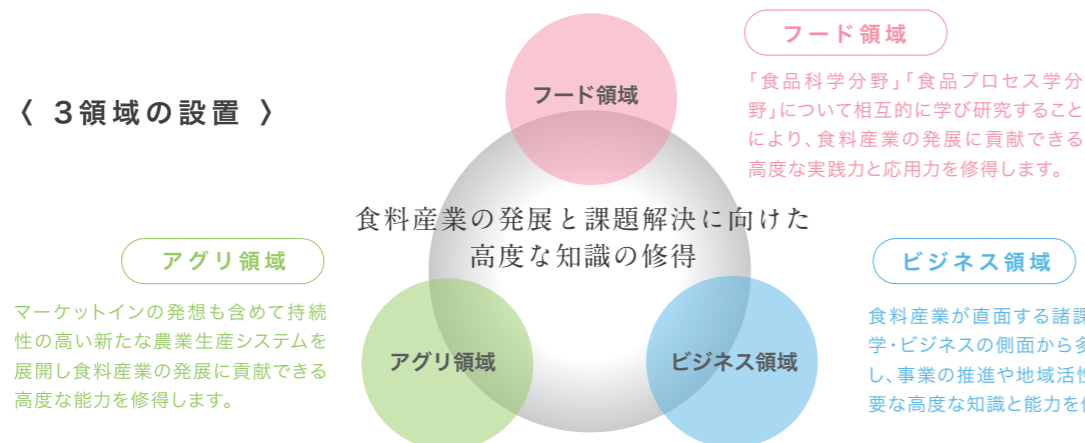 〈 3領域の設置 〉
フード領域
食料産業の発展と課題解決に向けた
高度な知識の修得
アグリ領域
ビジネス領域
フード領域
「食品科学分野」「食品プロセス学分
野」について相互的に学び研究すること
により、食料産業の発展に貢献できる
高度な実践力と応用力を修得します。
アグリ領域
マーケットインの発想も含めて持続
性の高い新たな農業生産システムを
展開し食料産業の発展に貢献できる
高度な能力を修得します。
ビジネス領域
食料産業が直面する諸課
学・ビジネスの側面から多
し、事業の推進や地域活性
要な高度な知識と能力を